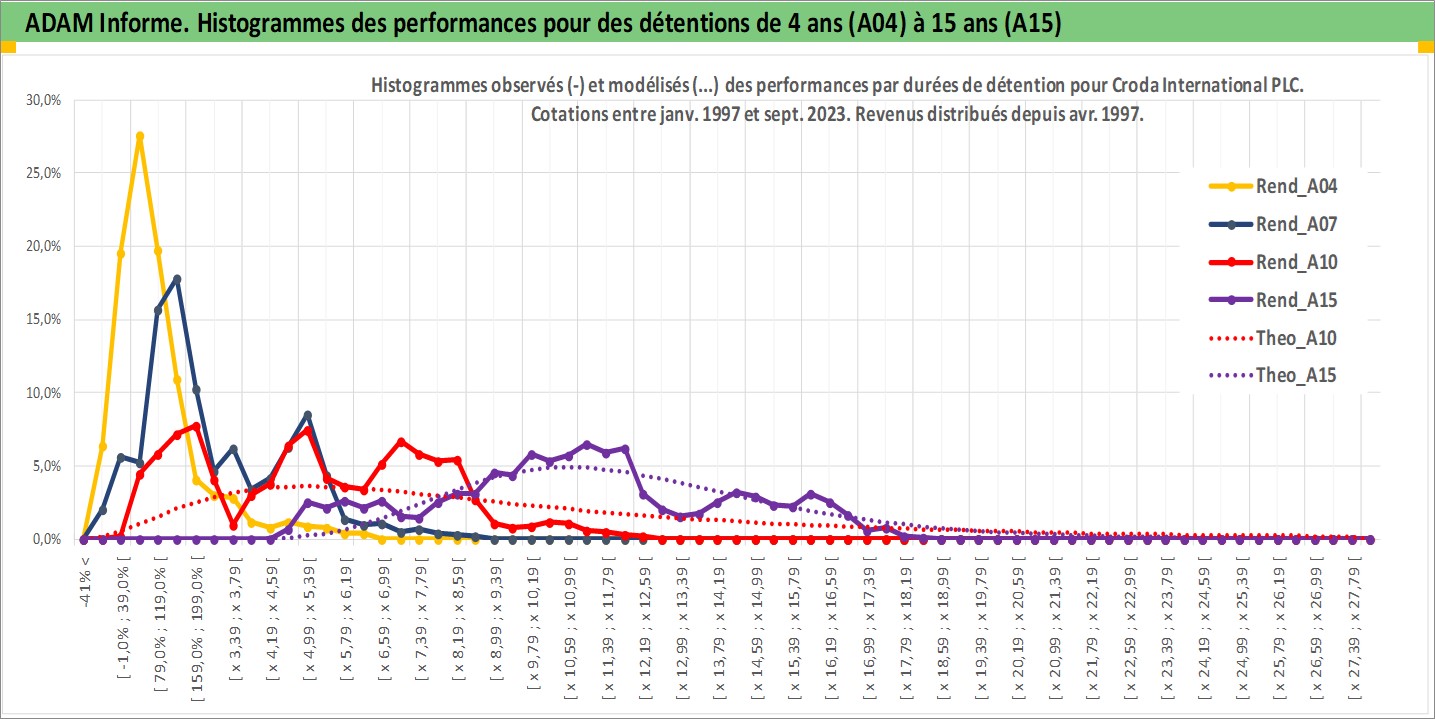 ADAM Informe. Histogrammes des performances pour des détentions de 4 ans (A04) à 15 ans (A15)
Histogrammes observés (-) et modélisés (...) des performances par durées de détention pour Croda International PLC.
Cotations entre janv. 1997 et sept. 2023. Revenus distribués depuis avr. 1997.
30,0%
25,0%
20,0%
15,0%
10,0%
5,0%
0,0%
Rend_A04
Rend_A07
Rend_A10
Rend_A15
Theo_A10
Theo_A15
-41% <
[ -1,0% ; 39,0% [
[ 79,0% ; 119,0% [
[ 159,0% ; 199,0% [
[ x 3,39 ; x 3,79 [
[ x 4,19 ; x 4,59 [
[ x 4,99 ; x 5,39 [
[ x 5,79 ; x 6,19 [
[ x 6,59 ; x 6,99 [
[ x 7,39 ; x 7,79 [
[ x 8,19 ; x 8,59 [
[ x 8,99 ; x 9,39 [
[ x 9,79 ; x 10,19 [
[ x 10,59 ; x 10,99 [
[ x 11,39 ; x 11,79 [
[ x 12,19 ; x 12,59 [
[ x 12,99 ; x 13,39 [
[ x 13,79 ; x 14,19 [
[ x 14,59 ; x 14,99 [
[ x 15,39 ; x 15,79 [
[ x 16,19 ; x 16,59 [
[ x 16,99 ; x 17,39 [
[ x 17,79 ; x 18,19 [
[ x 18,59 ; x 18,99 [
[ x 19,39 ; x 19,79 [
[ x 20,19 ; x 20,59 [
[ x 20,99 ; x 21,39 [
[ x 21,79 ; x 22,19 [
[ x 22,59 ; x 22,99 [
[ x 23,39 ; x 23,79 [
[ x 24,19 ; x 24,59 [
[ x 24,99 ; x 25,39 [
[ x 25,79 ; x 26,19 [
[ x 26,59 ; x 26,99 [
[ x 27,39 ; x 27,79 [